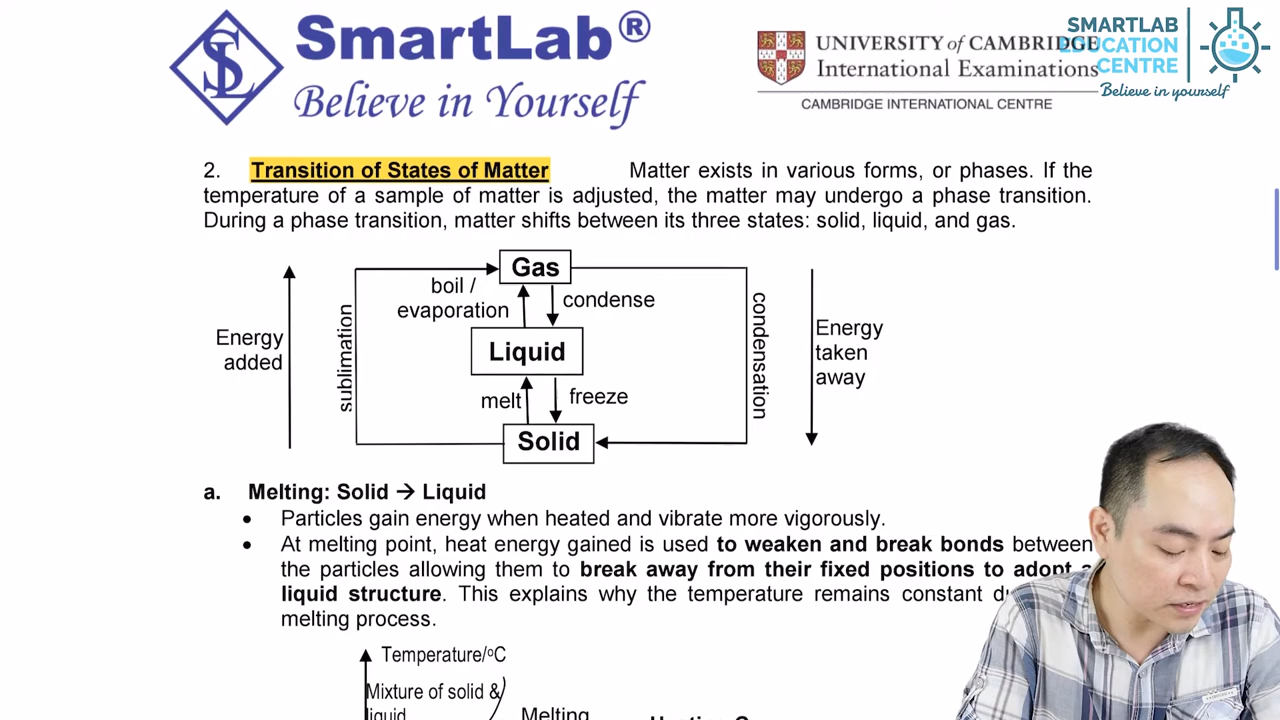 SL
SmartLab®
Believe in Yourself
UNIVERSITY of CAMBRIDGE
International Examinations
CAMBRIDGE INTERNATIONAL CENTRE
SMARTLAB
EDUCATION
CENTRE
Believe in yourself
2. Transition of States of Matter Matter exists in various forms, or phases. If the
temperature of a sample of matter is adjusted, the matter may undergo a phase transition.
During a phase transition, matter shifts between its three states: solid, liquid, and gas.
Gas
boil /
evaporation
condense
Energy
added
sublimation
Liquid
condensation
Energy
taken
away
melt
freeze
Solid
a. Melting: Solid → Liquid
• Particles gain energy when heated and vibrate more vigorously.
• At melting point, heat energy gained is used to weaken and break bonds between
the particles allowing them to break away from their fixed positions to adopt a
liquid structure. This explains why the temperature remains constant
melting process.
Temperature/°C
Mixture of solid &
liquid
Melting